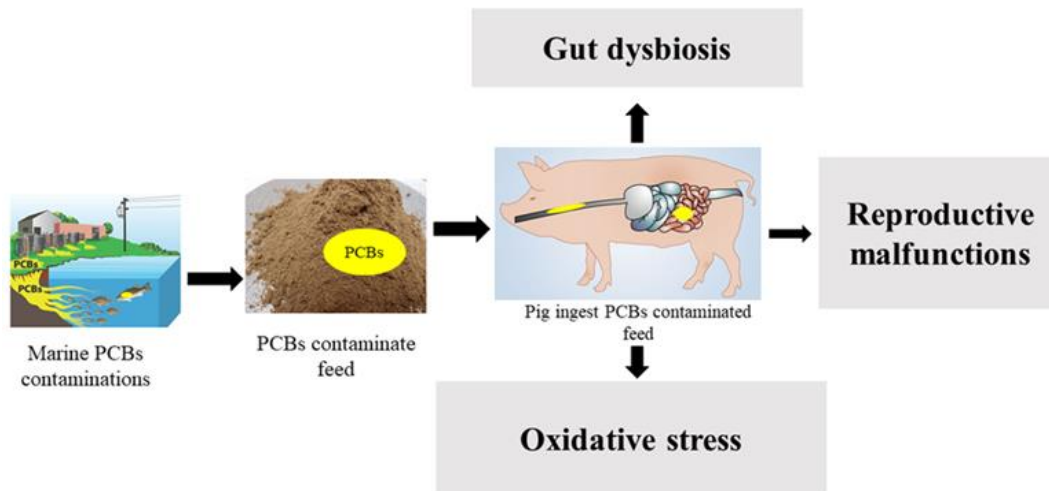 Gut dysbiosis
PCBs
PCBs
Marine PCBs
contaminations
PCBs
PCBs contaminate
feed
Pig ingest PCBs contaminated
feed
Reproductive
malfunctions
Oxidative stress